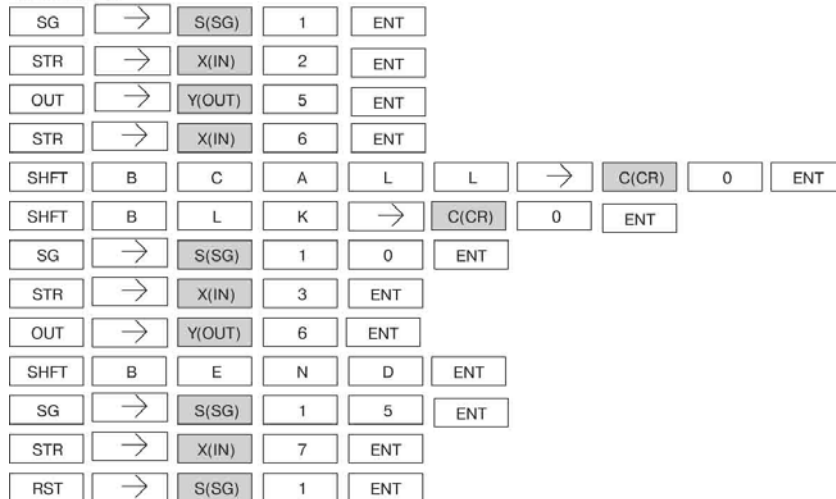 SG → S(SG) 1 ENT
STR → X(IN) 2 ENT
OUT → Y(OUT) 5 ENT
STR → X(IN) 6 ENT
SHFT B C A L L → C(CR) 0 ENT
SHFT B L K → C(CR) 0 ENT
SG → S(SG) 1 0 ENT
STR → X(IN) 3 ENT
OUT → Y(OUT) 6 ENT
SHFT B E N D ENT
SG → S(SG) 1 5 ENT
STR → X(IN) 7 ENT
RST → S(SG) 1 ENT